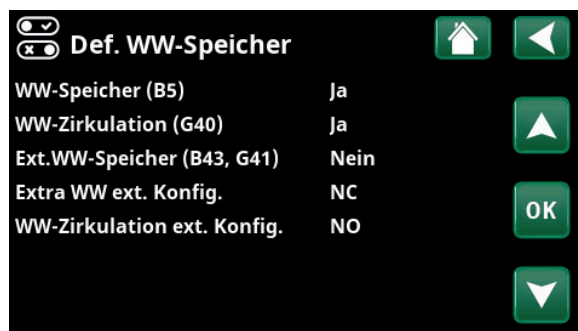 Def. WW-Speicher
WW-Speicher (B5) Ja
WW-Zirkulation (G40) Ja
Ext.WW-Speicher (B43, G41) Nein
Extra WW ext. Konfig. NC
WW-Zirkulation ext. Konfig. NO
OK